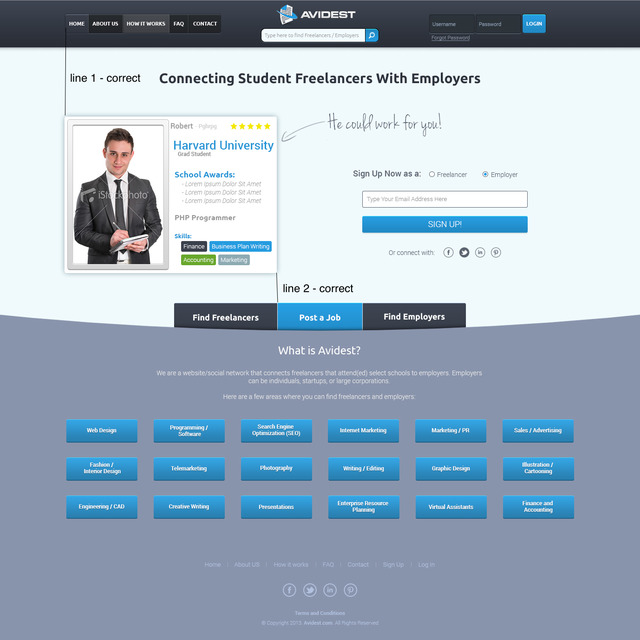 HOME ABOUT US HOW IT WORKS FAQ CONTACT
AVIDEST
Username Password LOGIN
Type here to find Freelancers / Employers
Forgot Password
line 1 - correct
Connecting Student Freelancers With Employers
Robert
Harvard University
Grad Student
School Awards:
- Lorem Ipsum Dolor Sit Amet
- Lorem Ipsum Dolor Sit Amet
- Lorem Ipsum Dolor Sit Amet
PHP Programmer
Skills:
Finance Business Plan Writing
Accounting Marketing
iStockphoto
He could work for you!
Sign Up Now as a: Freelancer Employer
Type Your Email Address Here
SIGN UP!
Or connect with:
line 2 - correct
Find Freelancers Post a Job Find Employers
What is Avidest?
We are a website/social network that connects freelancers that attend(ed) select schools to employers. Employers
can be individuals, startups, or large corporations.
Here are a few areas where you can find freelancers and employers:
Web Design
Programming /
Software
Search Engine
Optimization (SEO)
Internet Marketing
Marketing / PR
Sales / Advertising
Fashion /
Interior Design
Telemarketing
Photography
Writing / Editing
Graphic Design
Illustration /
Cartooning
Engineering / CAD
Creative Writing
Presentations
Enterprise Resource
Planning
Virtual Assistants
Finance and
Accounting
Home About US How it works FAQ Contact Sign Up Log In
Terms and Conditions
© Copyright 2013. Avidest.com. All Rights Reserved